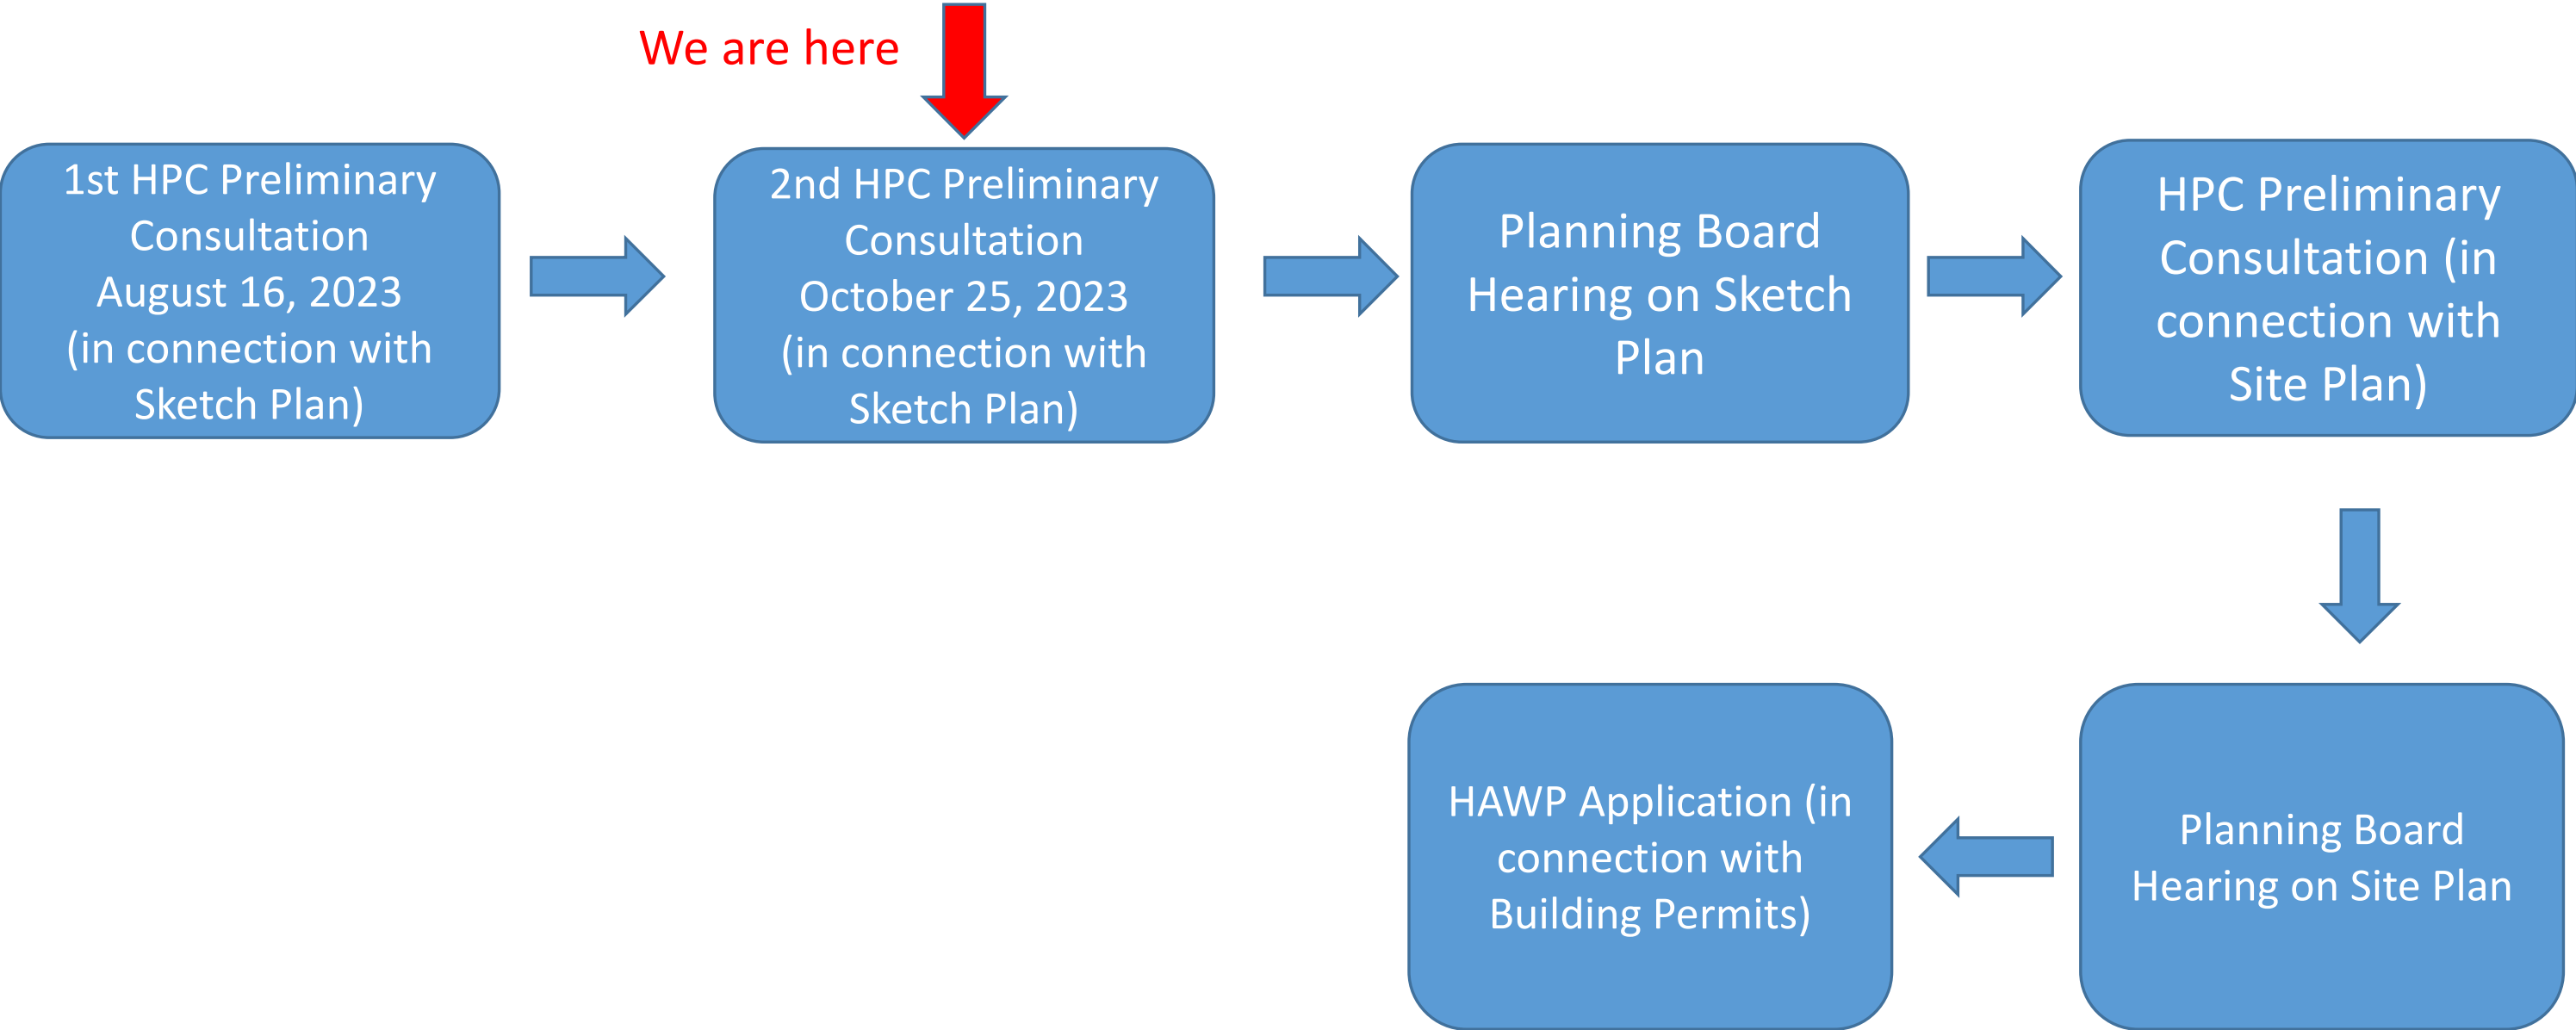 We are here
1st HPC Preliminary
Consultation
August 16, 2023
(in connection with
Sketch Plan)
2nd HPC Preliminary
Consultation
October 25, 2023
(in connection with
Sketch Plan)
Planning Board
Hearing on Sketch
Plan
HPC Preliminary
Consultation (in
connection with
Site Plan)
Planning Board
Hearing on Site Plan
HAWP Application (in
connection with
Building Permits)